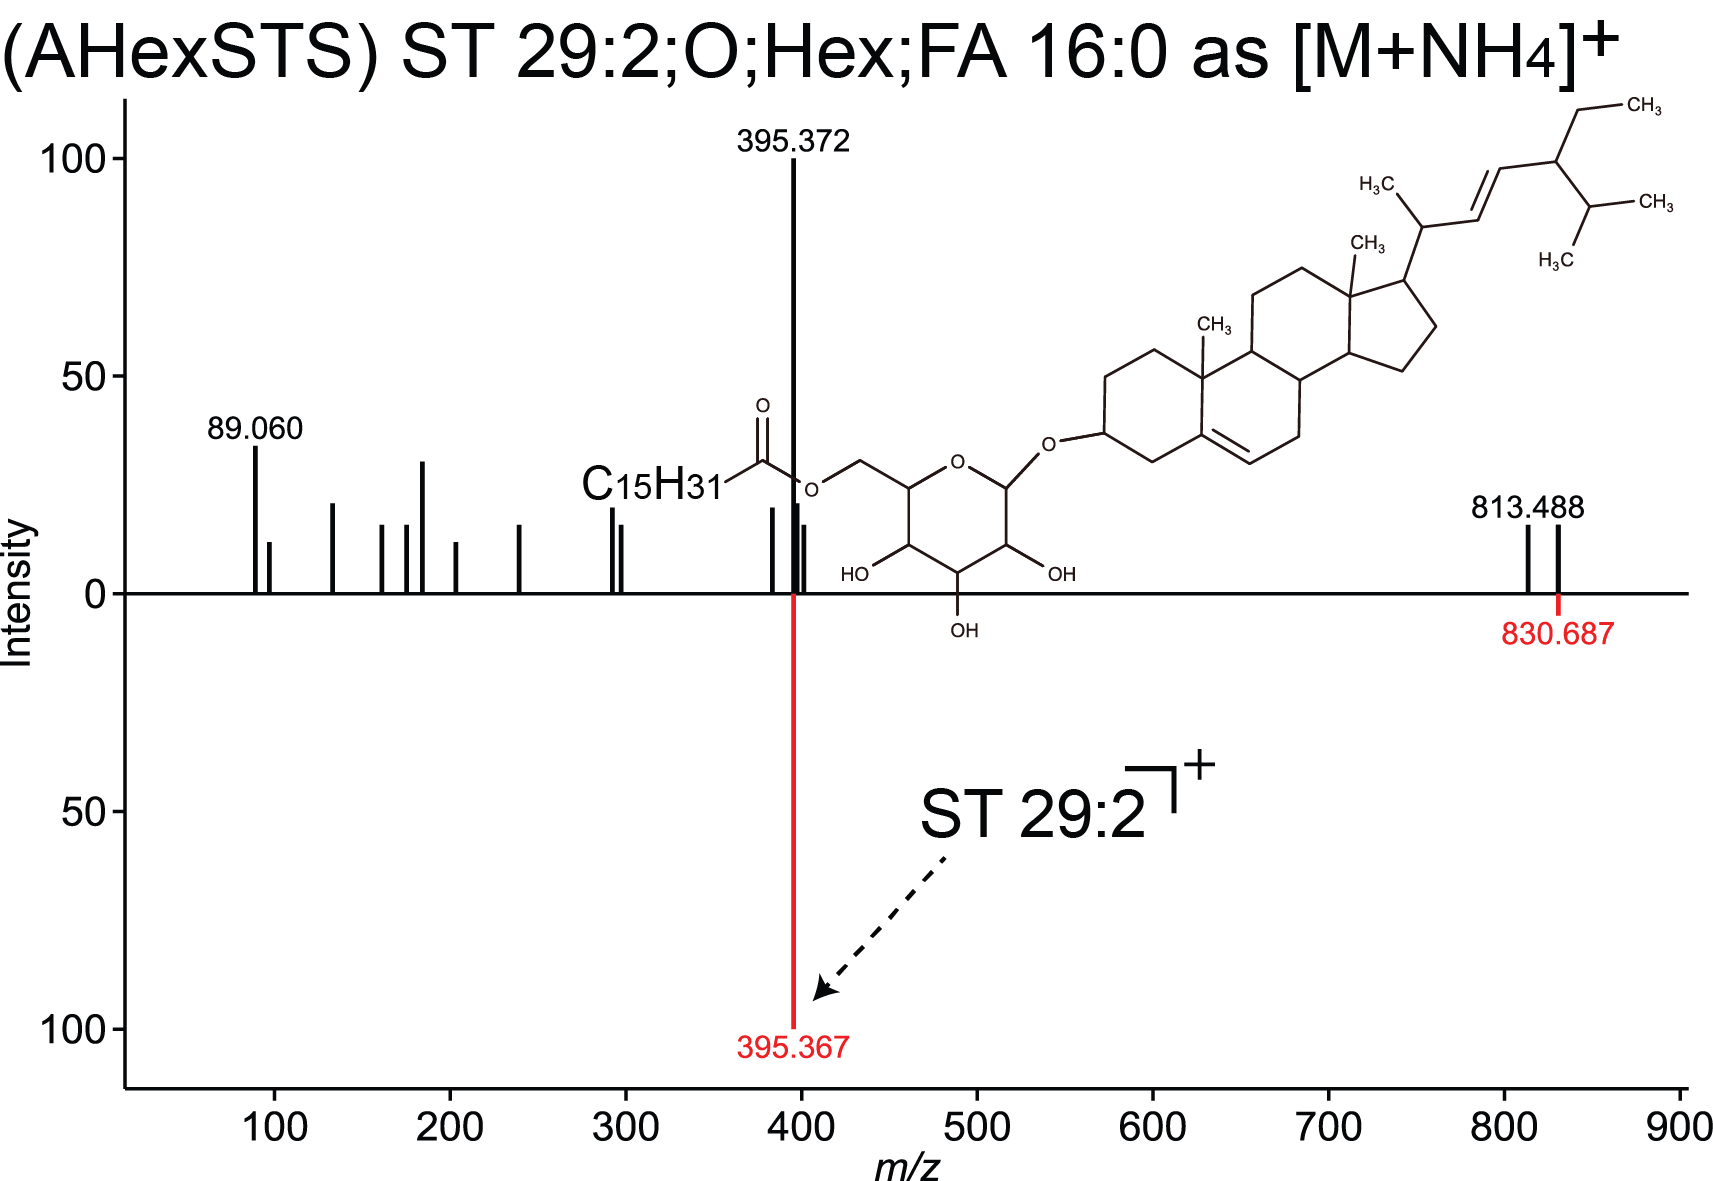 (AHexSTS) ST 29:2;O;Hex;FA 16:0 as [M+NH4]+
CH3
395.372
100
H3C
CH3
CH3
H3C
CH3
50
O
89.060
O
O
C15H31
O
813.488
HO
OH
0
OH
830.687
Intensity
ST 29:2 +
50
100
395.367
100 200 300 400 500 600 700 800 900
m/z